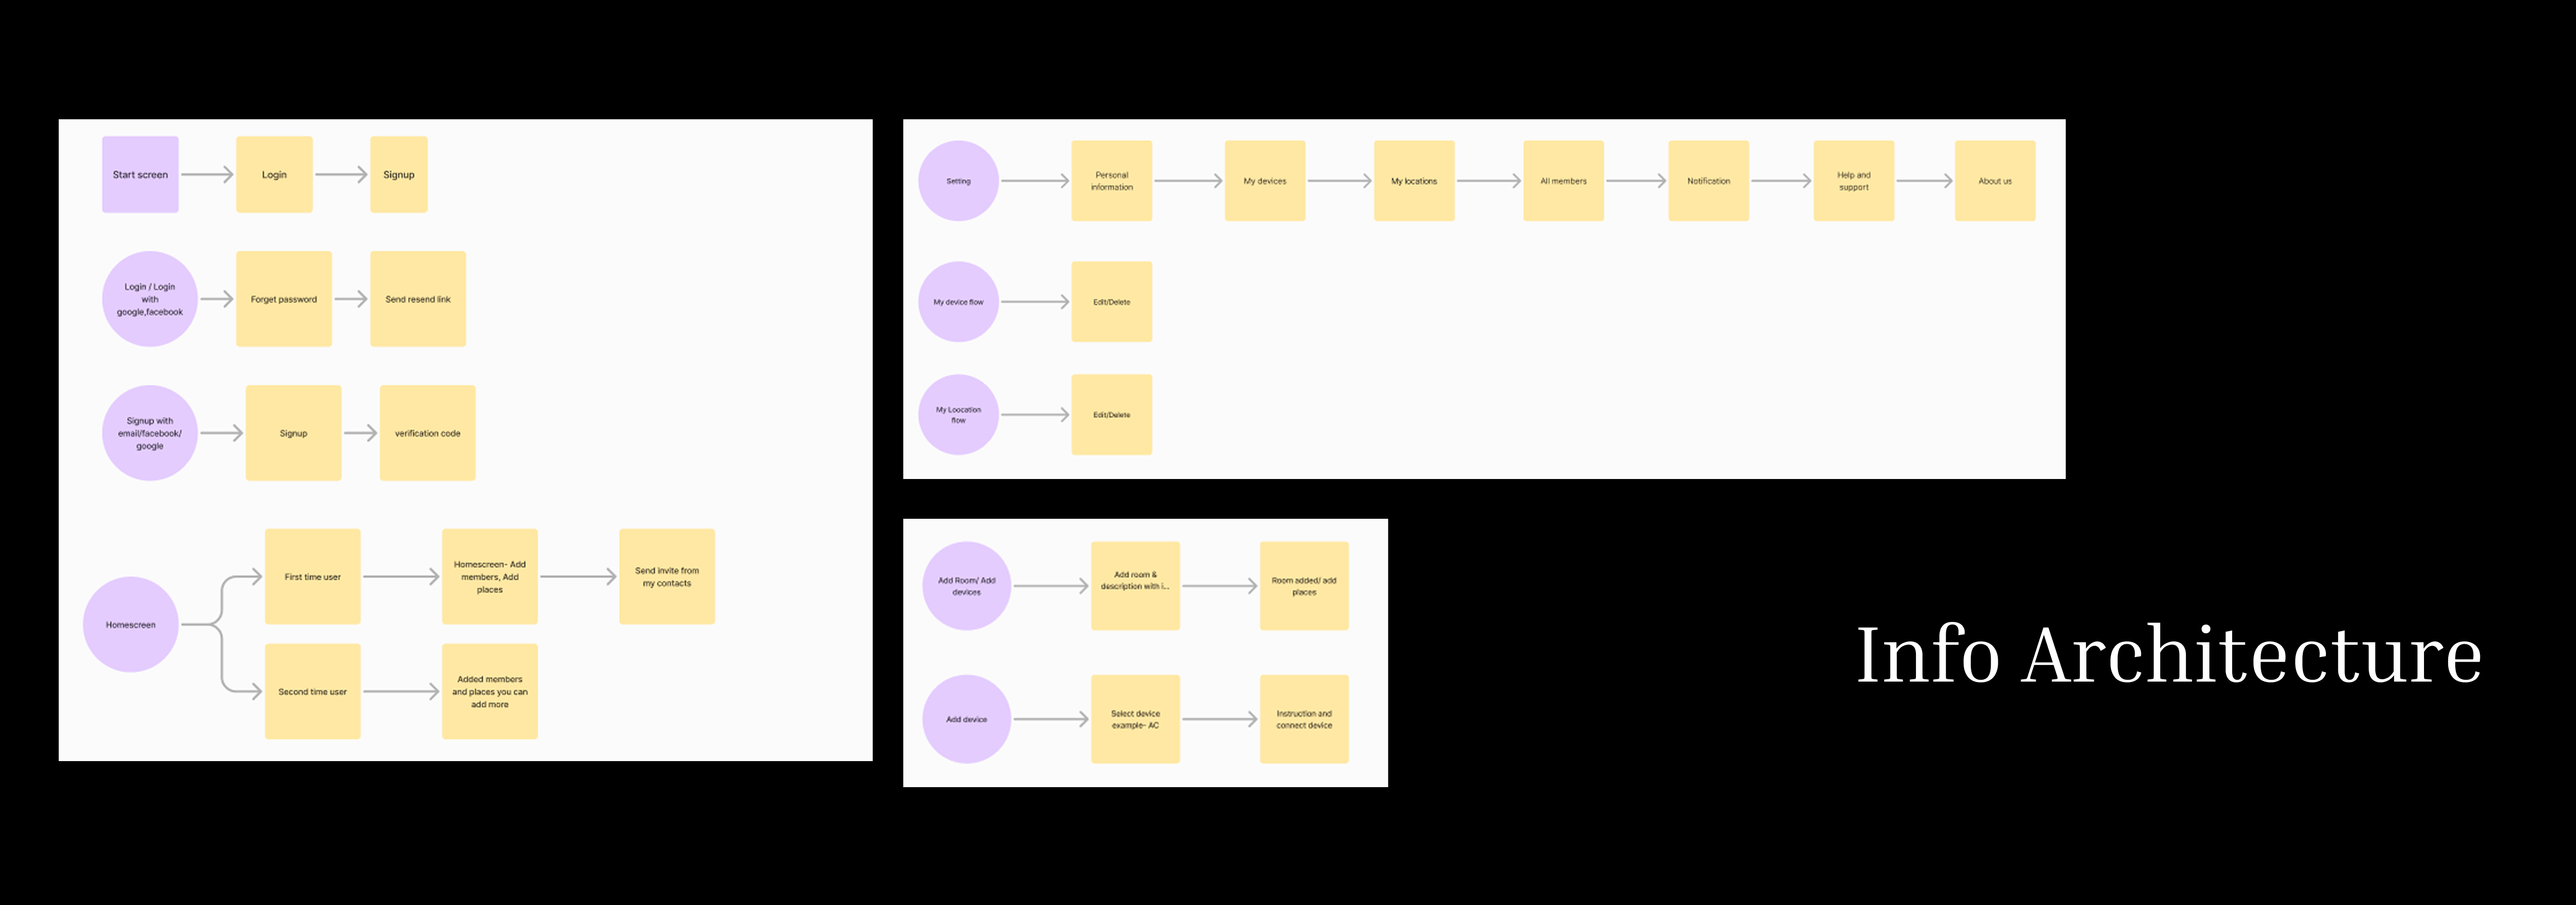 Start screen
Login
Signup
Login / Login
with
google,facebook
Forget password
Send resend link
Signup with
email/facebook/
google
Signup
verification code
Homescreen
First time user
Homescreen- Add
members, Add
places
Send invite from
my contacts
Second time user
Added members
and places you can
add more
Setting
Personal
information
My devices
My locations
All members
Notification
Help and
support
About us
My device flow
Edit/Delete
My Loocation
flow
Edit/Delete
Add Room/ Add
devices
Add room &
description with i...
Room added/ add
places
Add device
Select device
example- AC
Instruction and
connect device
Info Architecture